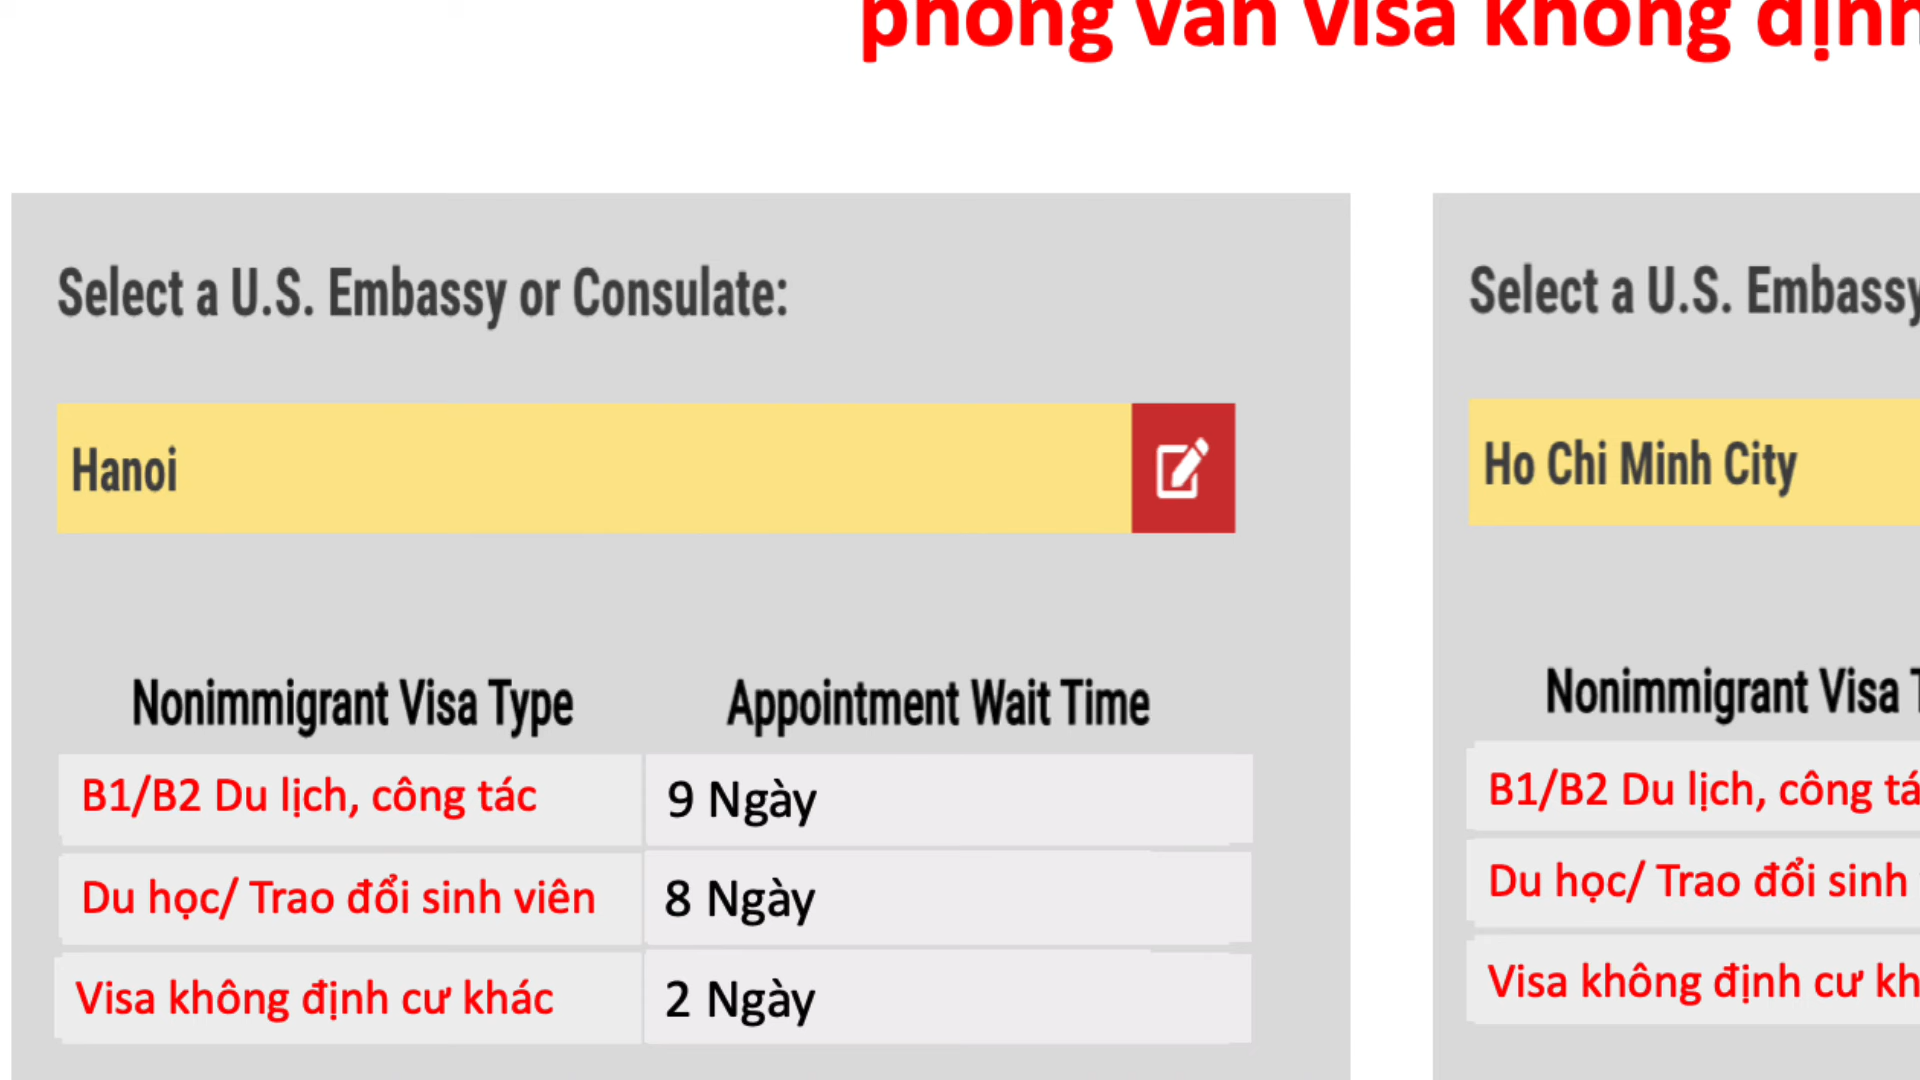 phỏng vấn visa không định
Select a U.S. Embassy or Consulate:
Hanoi
Nonimmigrant Visa Type Appointment Wait Time
B1/B2 Du lịch, công tác 9 Ngày
Du học/ Trao đổi sinh viên 8 Ngày
Visa không định cư khác 2 Ngày
Select a U.S. Embassy
Ho Chi Minh City
Nonimmigrant Visa
B1/B2 Du lịch, công
Du học/ Trao đổi sinh
Visa không định cư